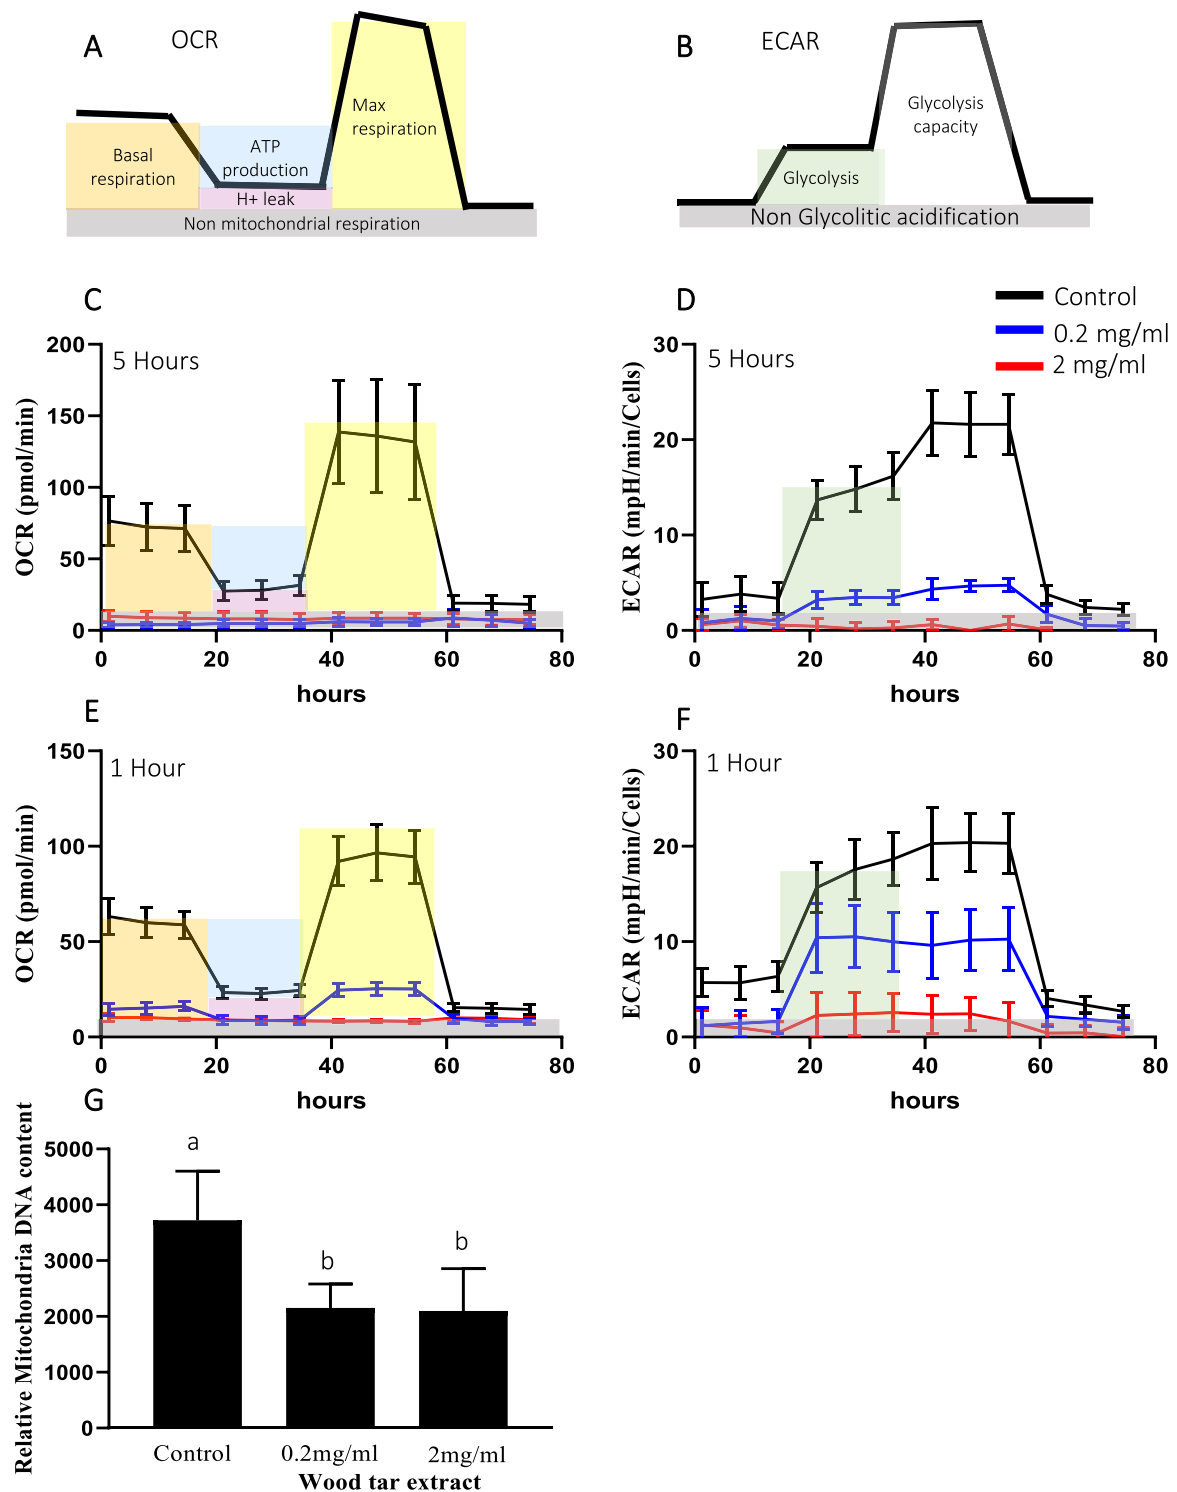 A
OCR
Max
respiration
Basal
respiration
ATP
production
H+ leak
Non mitochondrial respiration
B
ECAR
Glycolysis
capacity
Glycolysis
Non Glycolitic acidification
C
5 Hours
OCR (pmol/min)
200
150
100
50
0
0 20 40 60 80
hours
D
Control
0.2 mg/ml
2 mg/ml
5 Hours
ECAR (mpH/min/Cells)
30
20
10
0
0 20 40 60 80
hours
E
1 Hour
OCR (pmol/min)
150
100
50
0
0 20 40 60 80
hours
F
1 Hour
ECAR (mpH/min/Cells)
30
20
10
0
0 20 40 60 80
hours
G
Relative Mitochondria DNA content
5000
4000
3000
2000
1000
0
a
b
b
Control 0.2mg/ml 2mg/ml
Wood tar extract